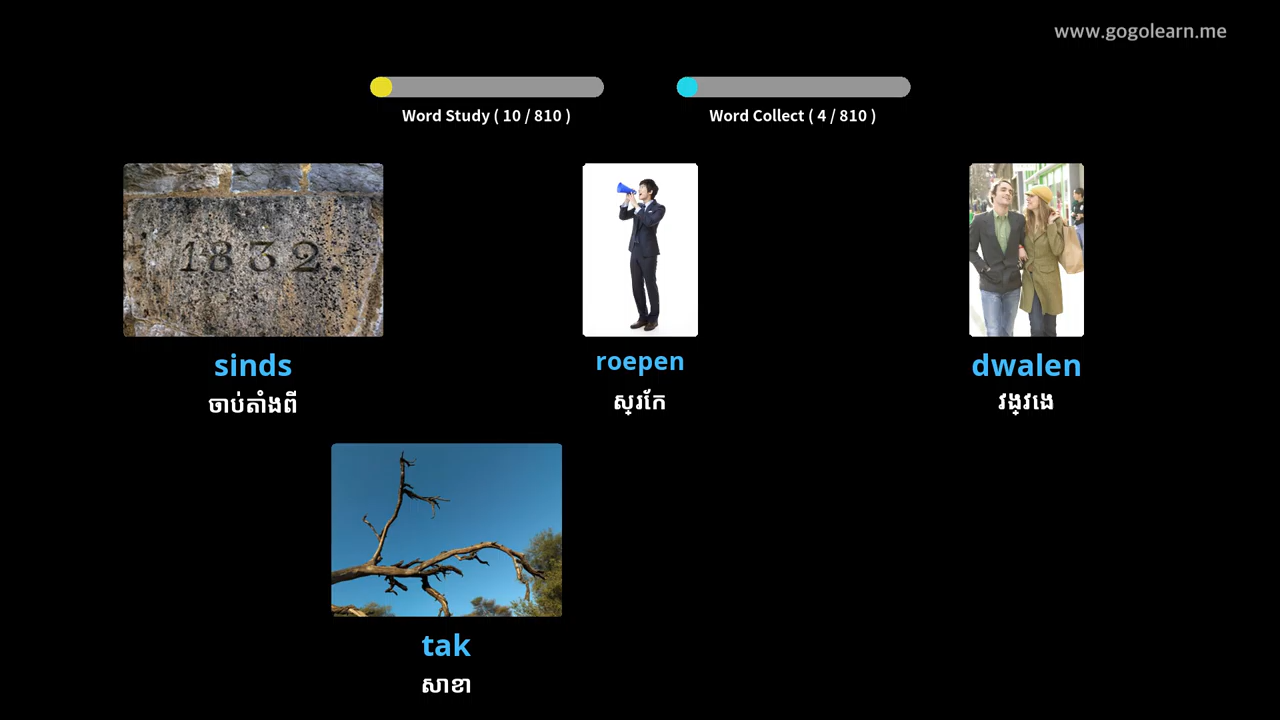 www.gogolearn.me
Word Study ( 10 / 810 )
Word Collect ( 4 / 810 )
1832.
sinds
ចាប់តាំងពី
roepen
ស្រែក
dwalen
វង្វេង
tak
សាខា